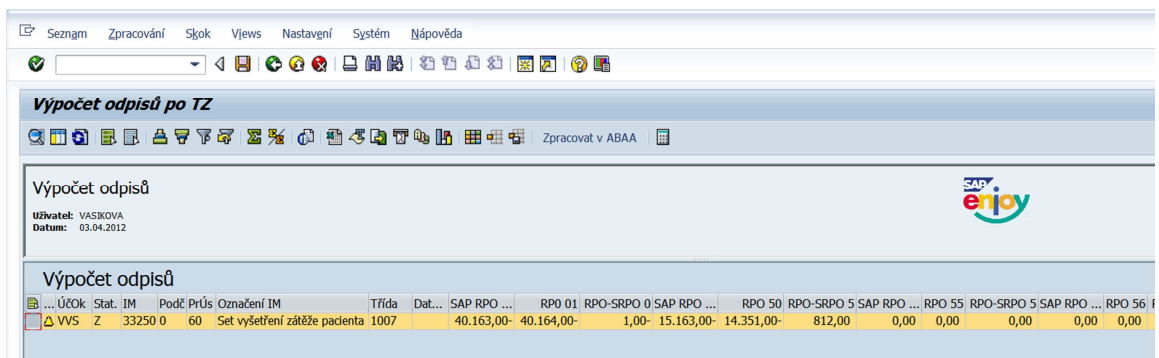 Seznam Zpracování Skok Views Nastavení Systém Nápověda
Výpočet odpisů po TZ
Zpracovat v ABAA
Výpočet odpisů
SAP
enjoy
Uživatel: VASIKOVA
Datum: 03.04.2012
Výpočet odpisů
... ÚčOk Stat. IM Podč PrÚs Označení IM Třída Dat... SAP RPO ... RP0 01 RPO-SRPO 0 SAP RPO ... RPO 50 RPO-SRPO 5 SAP RPO ... RPO 55 RPO-SRPO 5 SAP RPO ... RPO 56
VVS Z 33250 0 60 Set vyšetření zátěže pacienta 1007 40.163,00- 40.164,00- 1,00- 15.163,00- 14.351,00- 812,00 0,00 0,00 0,00 0,00 0,00